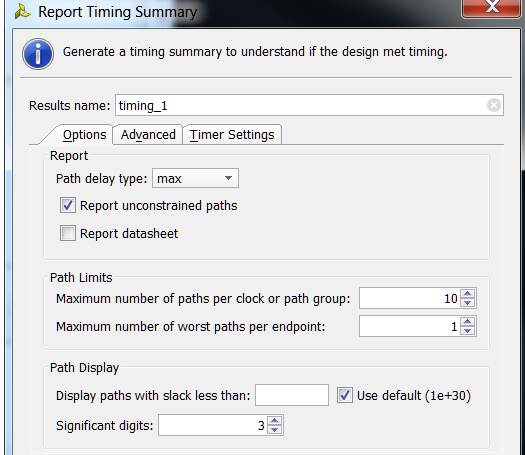 Report Timing Summary
Generate a timing summary to understand if the design met timing.
Results name: timing_1
Options Advanced Timer Settings
Report
Path delay type: max
Report unconstrained paths
Report datasheet
Path Limits
Maximum number of paths per clock or path group: 10
Maximum number of worst paths per endpoint: 1
Path Display
Display paths with slack less than: Use default (1e+30)
Significant digits: 3